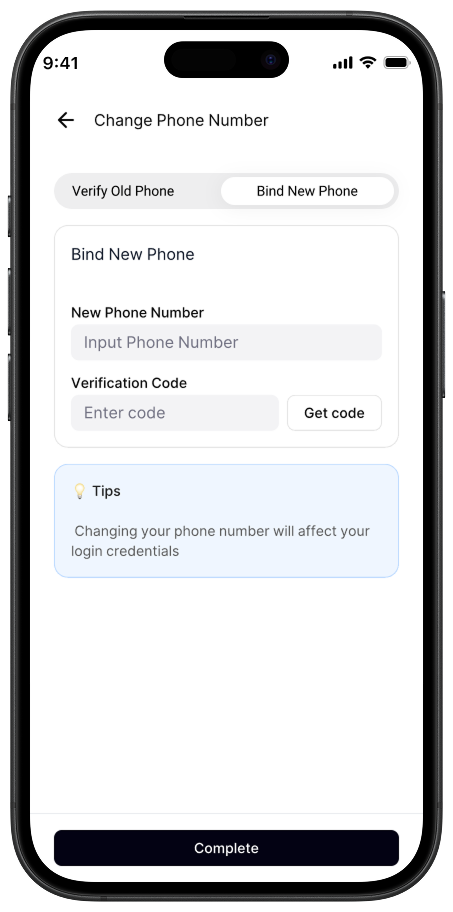 9:41
Change Phone Number
Verify Old Phone
Bind New Phone
Bind New Phone
New Phone Number
Input Phone Number
Verification Code
Enter code
Get code
💡 Tips
Changing your phone number will affect your
login credentials
Complete